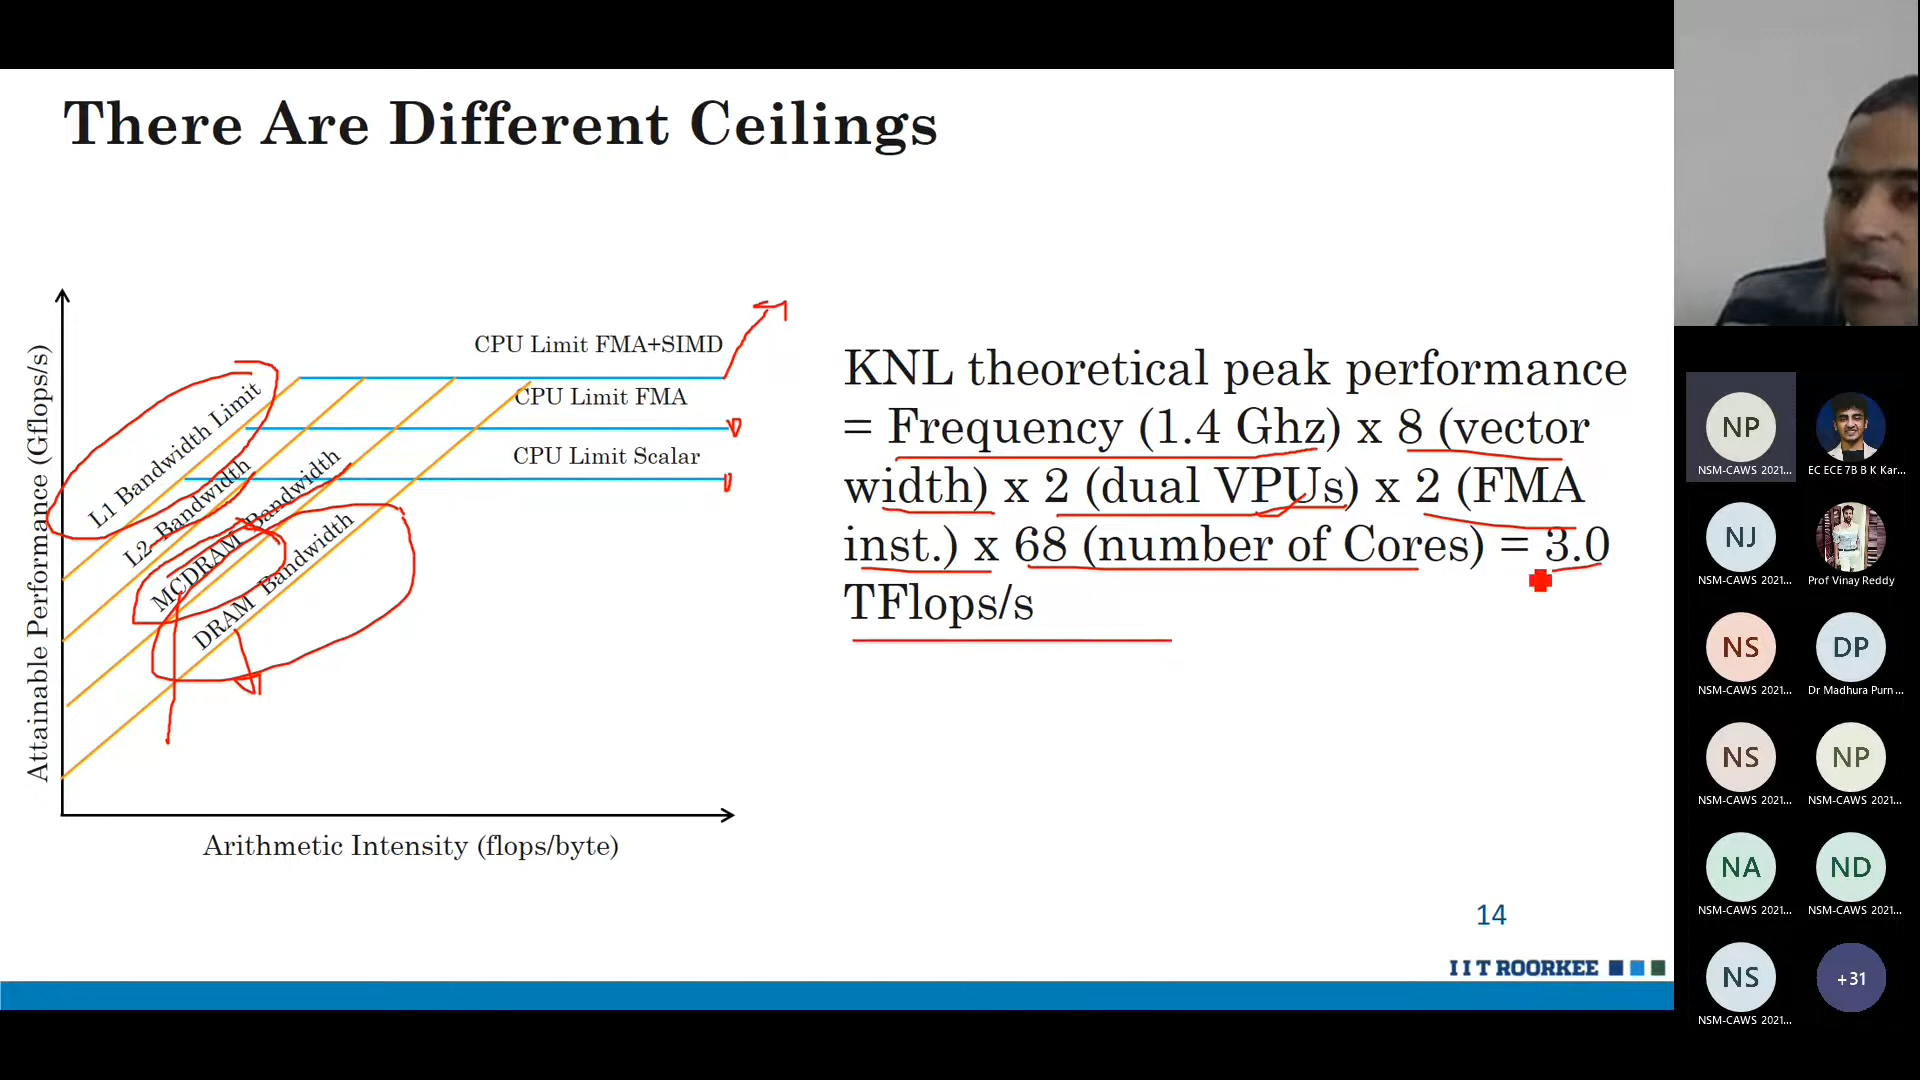 There Are Different Ceilings
Attainable Performance (Gflops/s)
CPU Limit FMA+SIMD
CPU Limit FMA
CPU Limit Scalar
L1 Bandwidth Limit
L2 Bandwidth
MCDRAM Bandwidth
DRAM Bandwidth
Arithmetic Intensity (flops/byte)
KNL theoretical peak performance
= Frequency (1.4 Ghz) x 8 (vector
width) x 2 (dual VPUs) x 2 (FMA
inst.) x 68 (number of Cores) = 3.0
TFlops/s
14
IIT ROORKEE
NP
NSM-CAWS 2021...
EC ECE 7B B K Kar...
NJ
NSM-CAWS 2021...
Prof Vinay Reddy
NS
NSM-CAWS 2021...
DP
Dr Madhura Purn...
NS
NSM-CAWS 2021...
NP
NSM-CAWS 2021...
NA
NSM-CAWS 2021...
ND
NSM-CAWS 2021...
NS
NSM-CAWS 2021...
+31